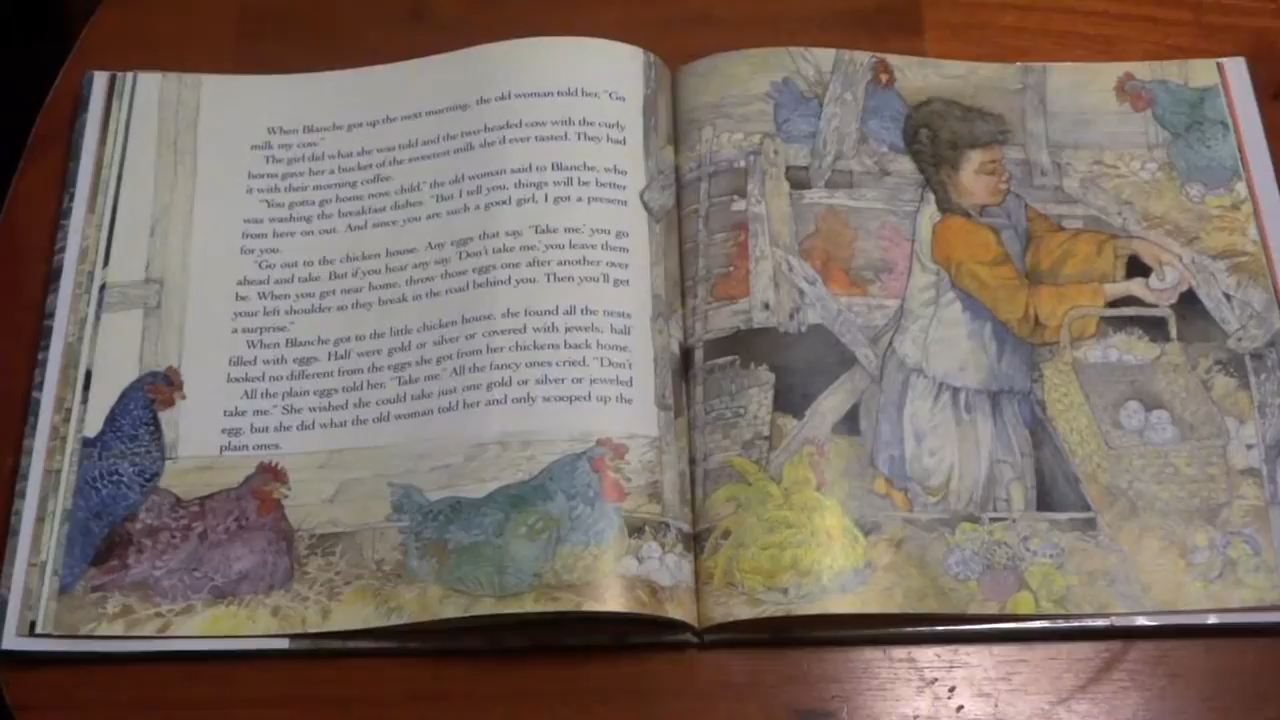 When Blanche got up the next morning, the old woman told her, "Go
milk my cow."
The girl did what she was told and the two-headed cow with the curly
horns gave her a bucket of the sweetest milk she'd ever tasted. They had
it with their morning coffee.
"You gotta go home now, child," the old woman said to Blanche, who
was washing the breakfast dishes. "But I tell you, things will be better
from here on out. And since you are such a good girl, I got a present
for you.
"Go out to the chicken house. Any eggs that say, 'Take me,' you go
ahead and take. But if you hear any say, 'Don't take me,' you leave them
be. When you get near home, throw those eggs one after another over
your left shoulder so they break in the road behind you. Then you'll get
a surprise."
When Blanche got to the little chicken house, she found all the nests
filled with eggs. Half were gold or silver or covered with jewels, half
looked no different from the eggs she got from her chickens back home.
All the plain eggs told her, "Take me." All the fancy ones cried, "Don't
take me." She wished she could take just one gold or silver or jeweled
egg, but she did what the old woman told her and only scooped up the
plain ones.